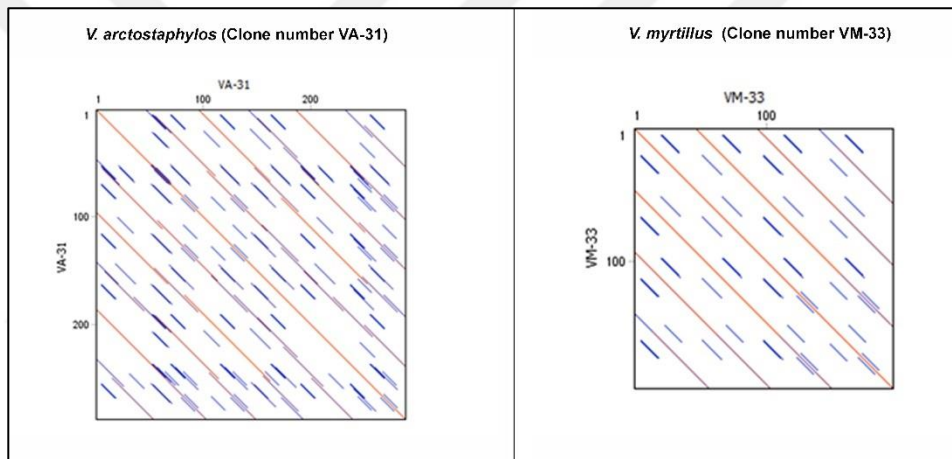 V. arctostaphylos (Clone number VA-31)
VA-31
1 100 200
1
100
200
VA-31
V. myrtillus (Clone number VM-33)
VM-33
1 100
1
100
VM-33